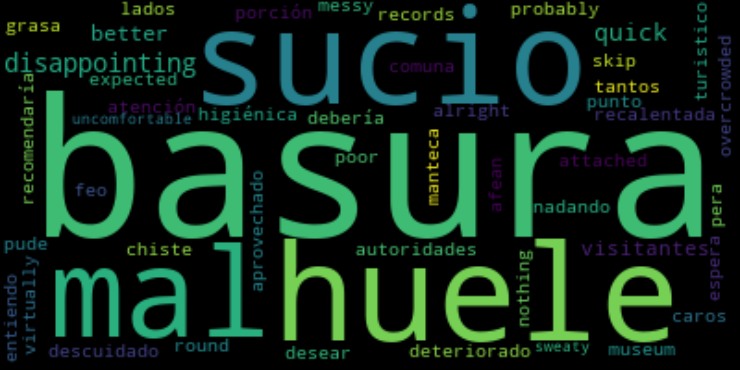 lados
porción
messy
records
probably
grasa
better
sucio
quick
turistico
disappointing
comuna
skip
expected
tantos
overcrowded
recomendaría
atención
punto
uncomfortable
higiénica
debería
alright
recalentada
basura
poor
manteca
attached
feo
afean
nadando
pera
aprovechado
pude
chiste
autoridades
visitantes
espera
mal
huele
nothing
entiendo
virtually
caros
descuidado
round
desear
deteriorado
sweaty
museum